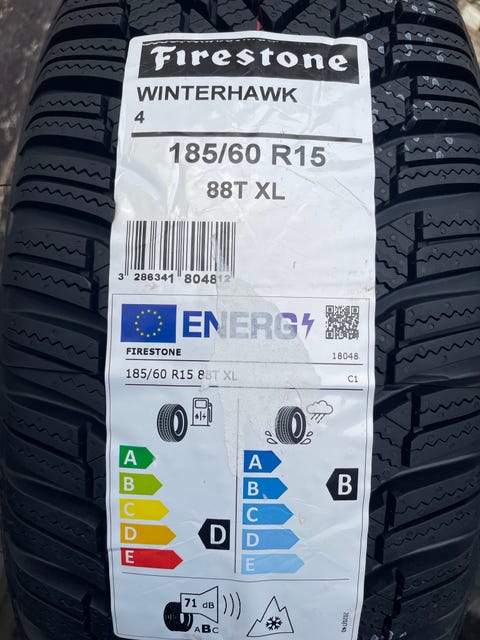 Firestone
WINTERHAWK
4
185/60 R15
88T XL
3 286341 804812
ENERG
FIRESTONE
18048
185/60 R15 88T XL
C1
A
B
C
D
E
D
A
B
C
D
E
B
71 dB
ABC